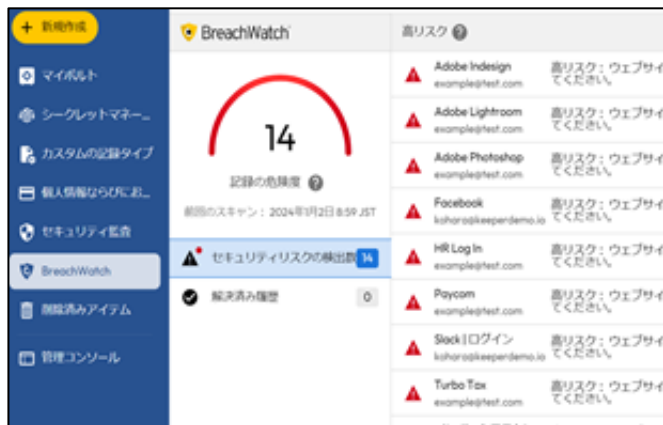 + 新規作成
マイボルト
シークレットマネー...
カスタムの記録タイプ
個人情報ならびにお...
セキュリティ監査
BreachWatch
削除済みアイテム
管理コンソール
BreachWatch
14
記録の危険度
前回のスキャン: 2024年1月2日 8:59 JST
セキュリティリスクの検出数 14
解決済み履歴 0
高リスク
Adobe Indesign
example@test.com
高リスク: ウェブサイ
てください。
Adobe Lightroom
example@test.com
高リスク: ウェブサイ
てください。
Adobe Photoshop
example@test.com
高リスク: ウェブサイ
てください。
Facebook
kohara@keeperdemo.io
高リスク: ウェブサイ
てください。
HR Log In
example@test.com
高リスク: ウェブサイ
てください。
Paycom
example@test.com
高リスク: ウェブサイ
てください。
Slack | ログイン
kohara@keeperdemo.io
高リスク: ウェブサイ
てください。
Turbo Tax
example@test.com
高リスク: ウェブサイ
てください。